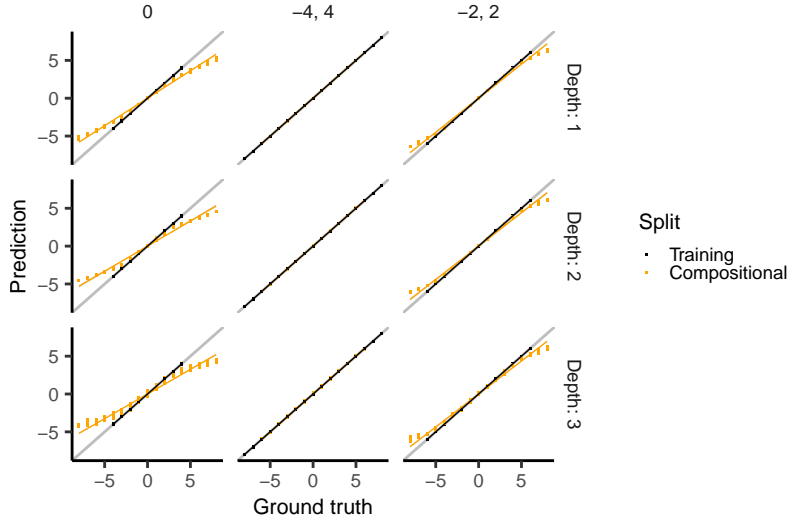 0
−4, 4
−2, 2
5
0
−5
Depth: 1
5
0
−5
Depth: 2
5
0
−5
Depth: 3
−5 0 5
−5 0 5
−5 0 5
Ground truth
Prediction
Split
Training
Compositional